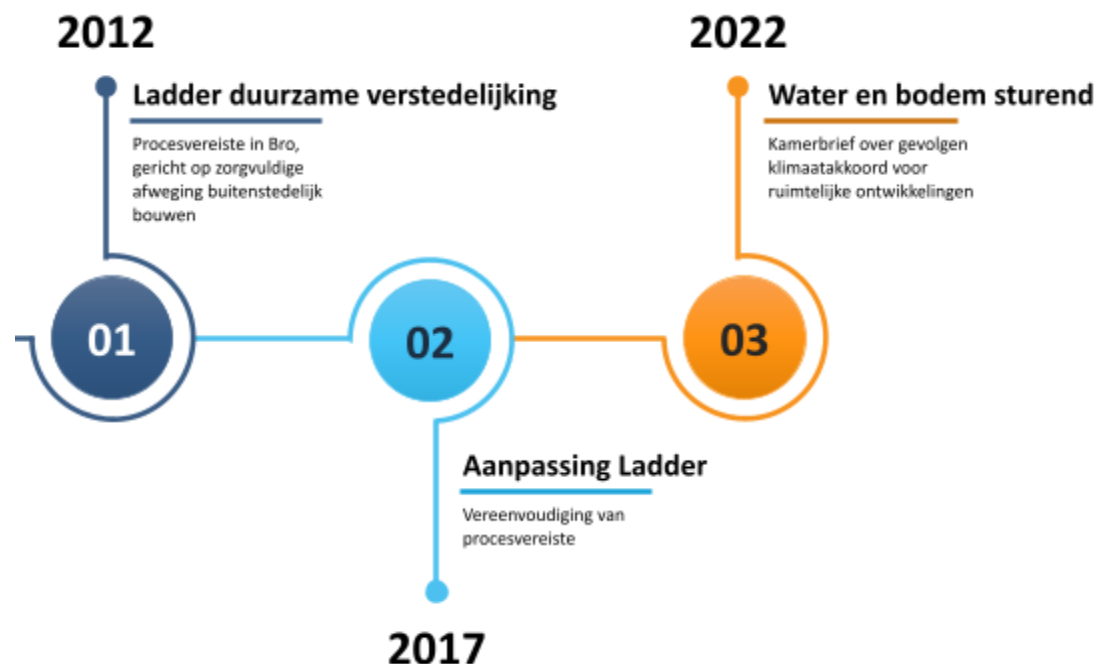 2012
Ladder duurzame verstedelijking
Procesvereiste in Bro,
gericht op zorgvuldige
afweging buitenstedelijk
bouwen
01
02
Aanpassing Ladder
Vereenvoudiging van
procesvereiste
2017
2022
Water en bodem sturend
Kamerbrief over gevolgen
klimaatakkoord voor
ruimtelijke ontwikkelingen
03